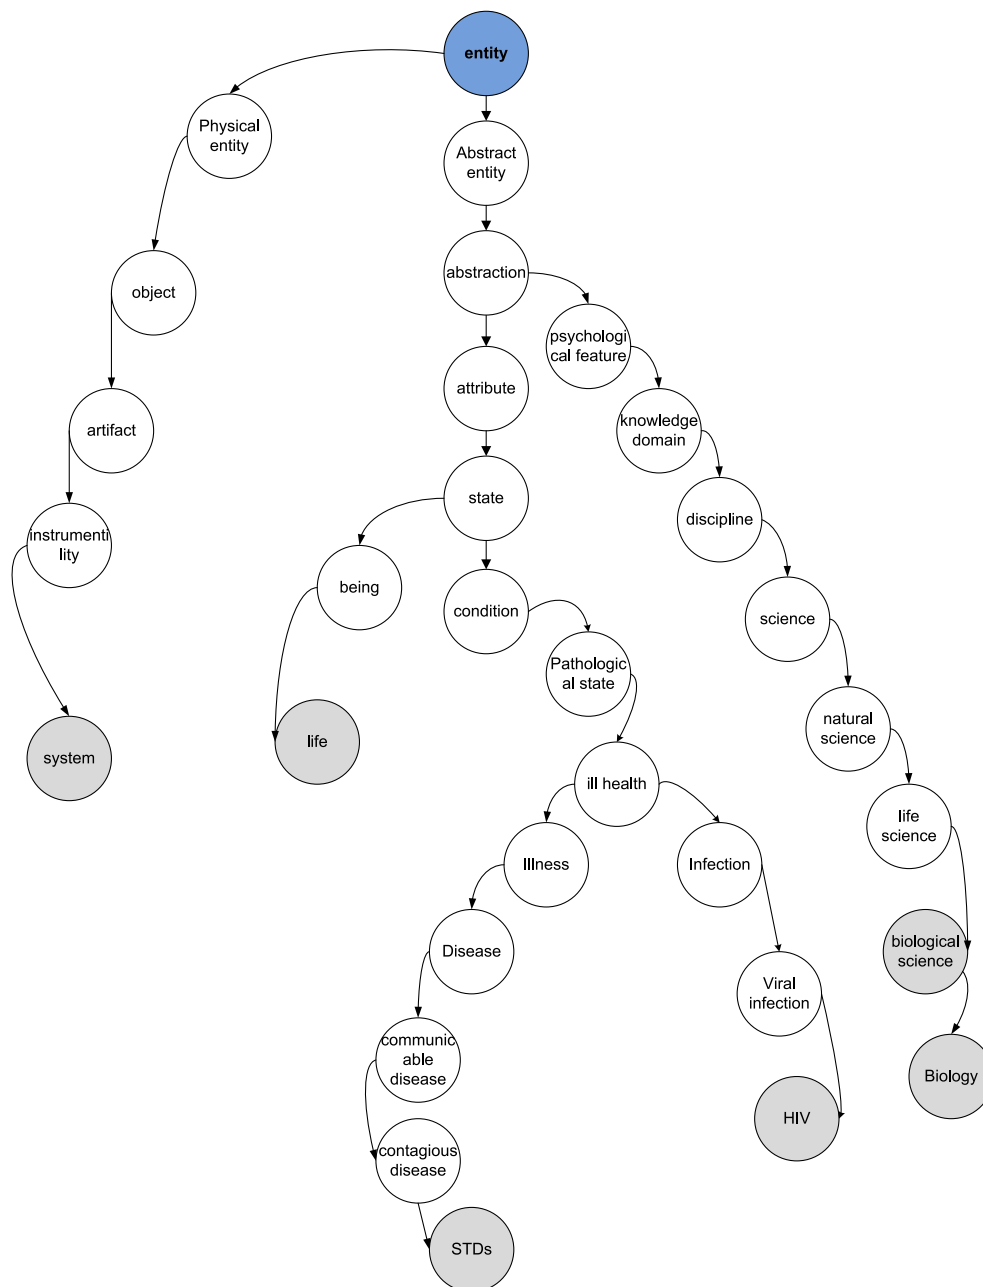 entity
Physical
entity
Abstract
entity
object
abstraction
psychologi
cal feature
attribute
knowledge
domain
artifact
state
discipline
instrumenti
lity
being
condition
science
Pathologic
al state
natural
science
system
life
ill health
life
science
Illness
Infection
Disease
biological
science
Viral
infection
communic
able
disease
Biology
HIV
contagious
disease
STDs